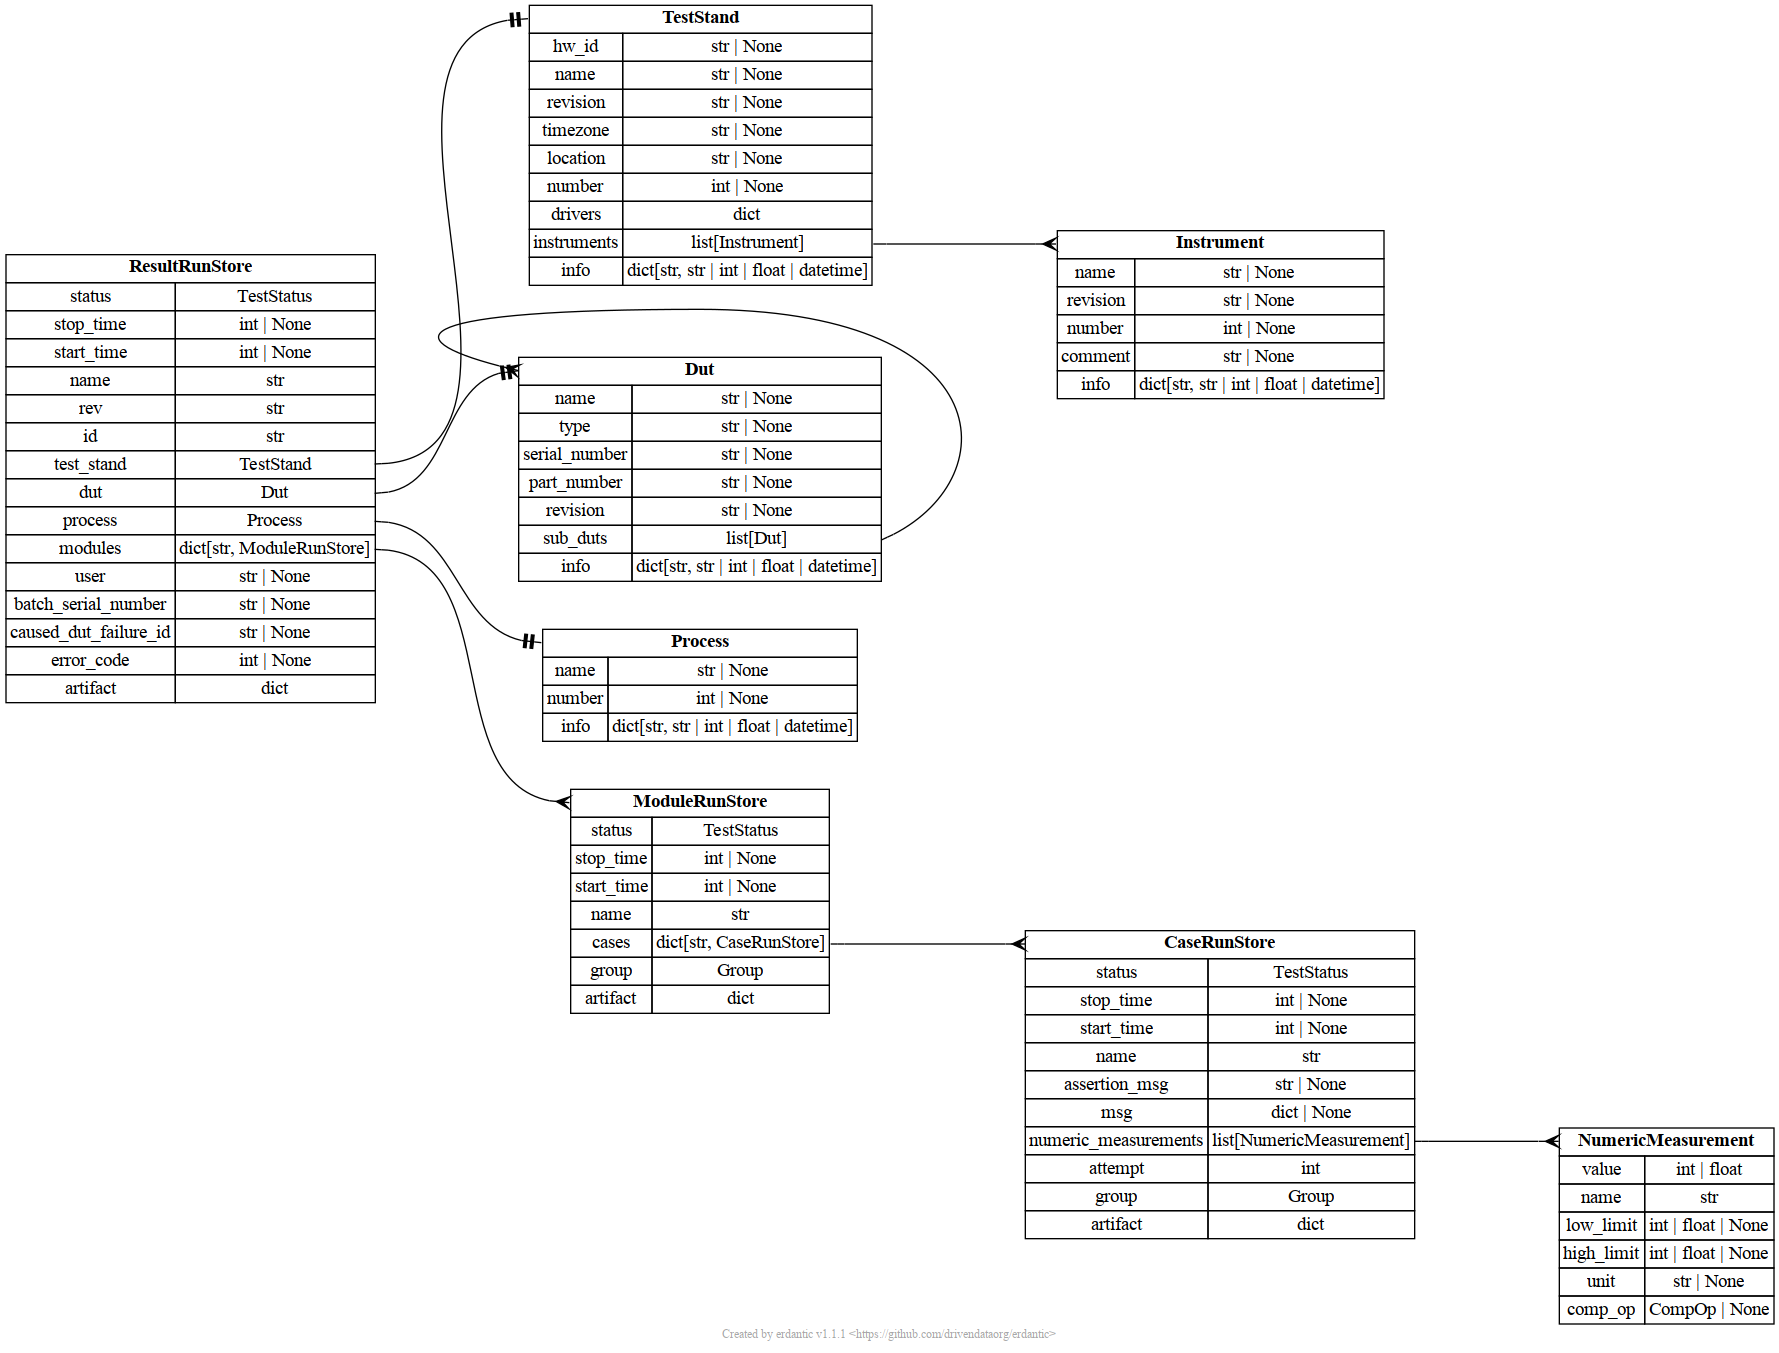 TestStand
hw_id str | None
name str | None
revision str | None
timezone str | None
location str | None
number int | None
drivers dict
instruments list[Instrument]
info dict[str, str | int | float | datetime]
Instrument
name str | None
revision str | None
number int | None
comment str | None
info dict[str, str | int | float | datetime]
ResultRunStore
status TestStatus
stop_time int | None
start_time int | None
name str
rev str
id str
test_stand TestStand
dut Dut
process Process
modules dict[str, ModuleRunStore]
user str | None
batch_serial_number str | None
caused_dut_failure_id str | None
error_code int | None
artifact dict
Dut
name str | None
type str | None
serial_number str | None
part_number str | None
revision str | None
sub_duts list[Dut]
info dict[str, str | int | float | datetime]
Process
name str | None
number int | None
info dict[str, str | int | float | datetime]
ModuleRunStore
status TestStatus
stop_time int | None
start_time int | None
name str
cases dict[str, CaseRunStore]
group Group
artifact dict
CaseRunStore
status TestStatus
stop_time int | None
start_time int | None
name str
assertion_msg str | None
msg dict | None
numeric_measurements list[NumericMeasurement]
attempt int
group Group
artifact dict
NumericMeasurement
value int | float
name str
low_limit int | float | None
high_limit int | float | None
unit str | None
comp_op CompOp | None
Created by erdantic v1.1.1 <https://github.com/drivendataorg/erdantic>